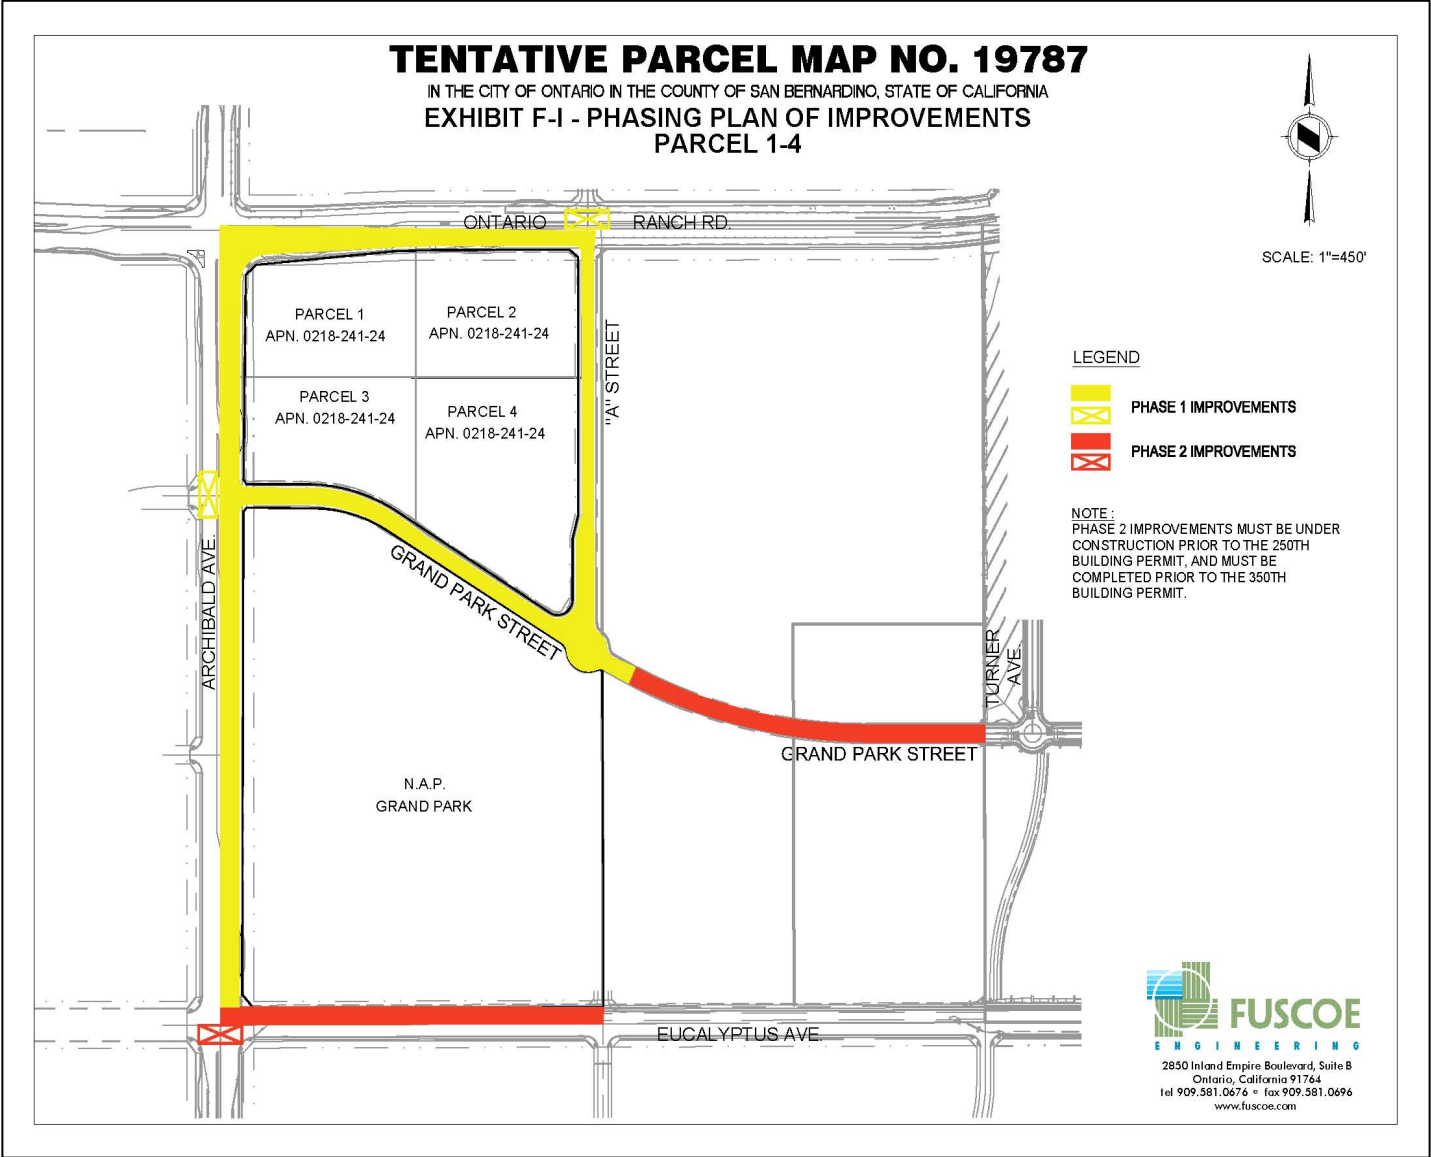 TENTATIVE PARCEL MAP NO. 19787
IN THE CITY OF ONTARIO IN THE COUNTY OF SAN BERNARDINO, STATE OF CALIFORNIA
EXHIBIT F-I - PHASING PLAN OF IMPROVEMENTS
PARCEL 1-4
SCALE: 1"=450'
ONTARIO RANCH RD.
PARCEL 1
APN. 0218-241-24
PARCEL 2
APN. 0218-241-24
PARCEL 3
APN. 0218-241-24
PARCEL 4
APN. 0218-241-24
"A" STREET
ARCHIBALD AVE.
GRAND PARK STREET
TURNER
AVE.
GRAND PARK STREET
N.A.P.
GRAND PARK
EUCALYPTUS AVE.
LEGEND
PHASE 1 IMPROVEMENTS
PHASE 2 IMPROVEMENTS
NOTE :
PHASE 2 IMPROVEMENTS MUST BE UNDER
CONSTRUCTION PRIOR TO THE 250TH
BUILDING PERMIT, AND MUST BE
COMPLETED PRIOR TO THE 350TH
BUILDING PERMIT.
FUSCOE
ENGINEERING
2850 Inland Empire Boulevard, Suite B
Ontario, California 91764
tel 909.581.0676 ° fax 909.581.0696
www.fuscoe.com